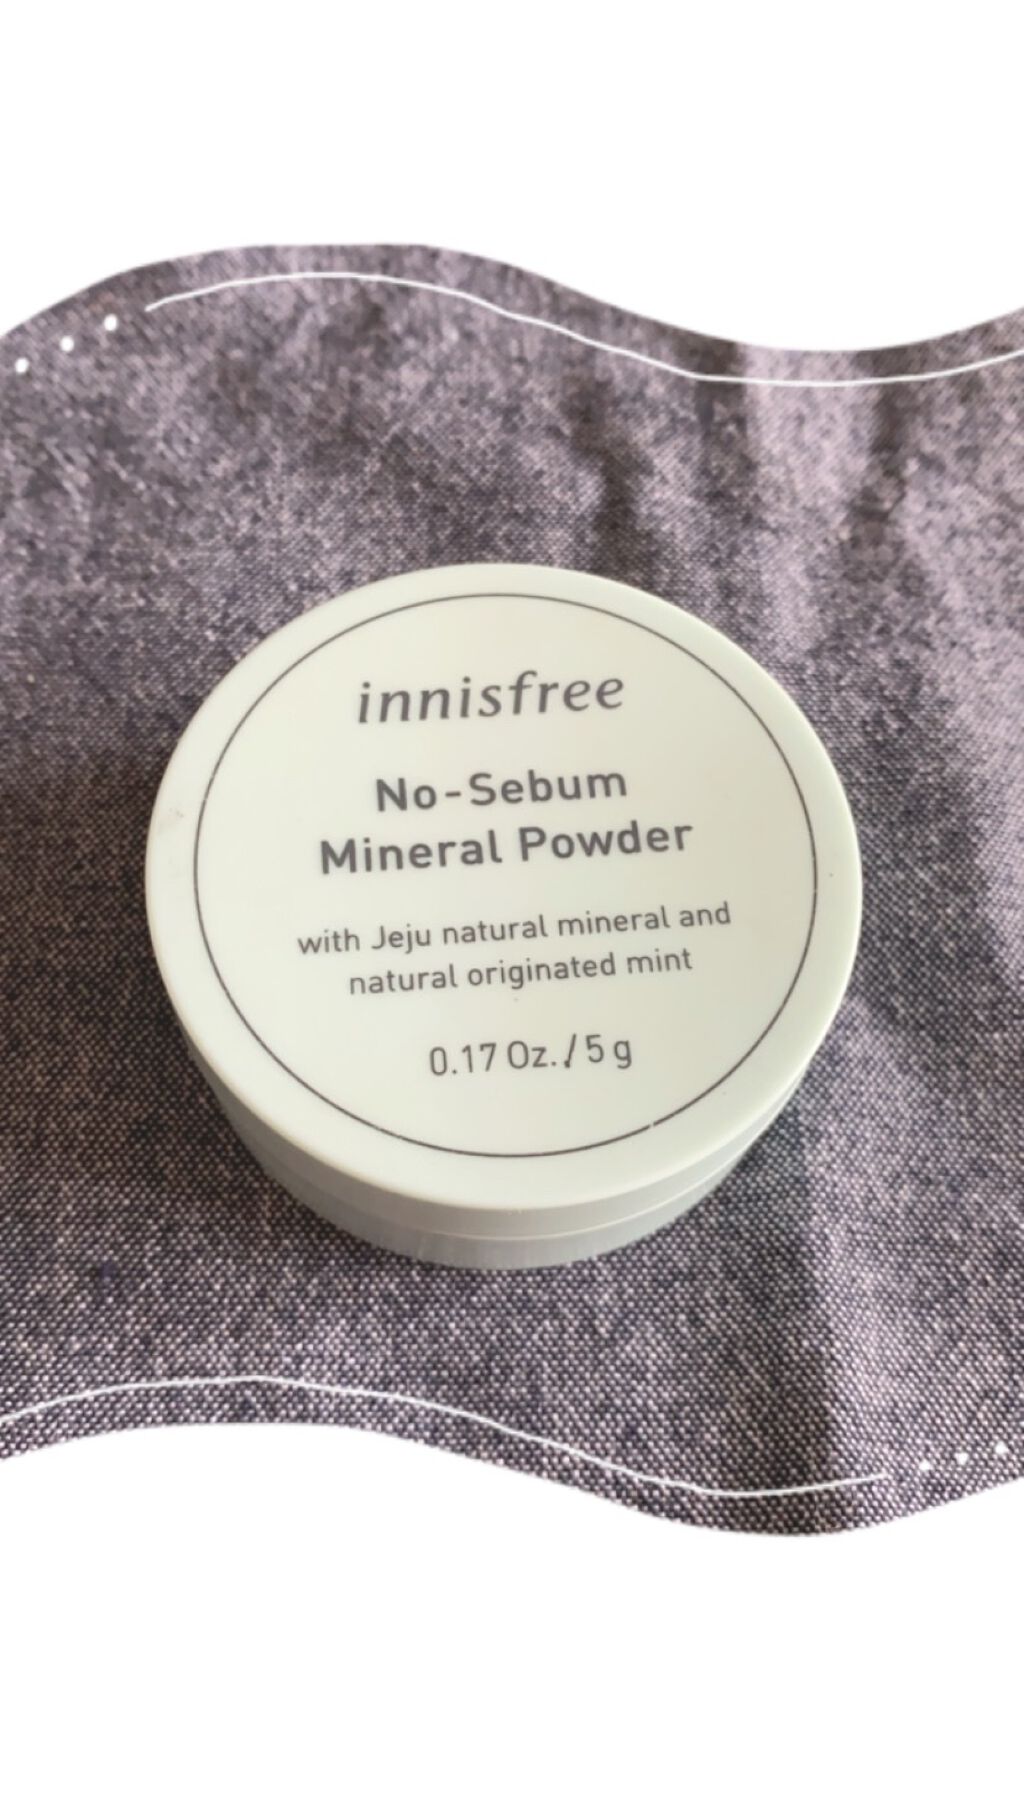 innisfree
No-Sebum
Mineral Powder
with Jeju natural mineral and
natural originated mint
0.17 Oz. / 5 g